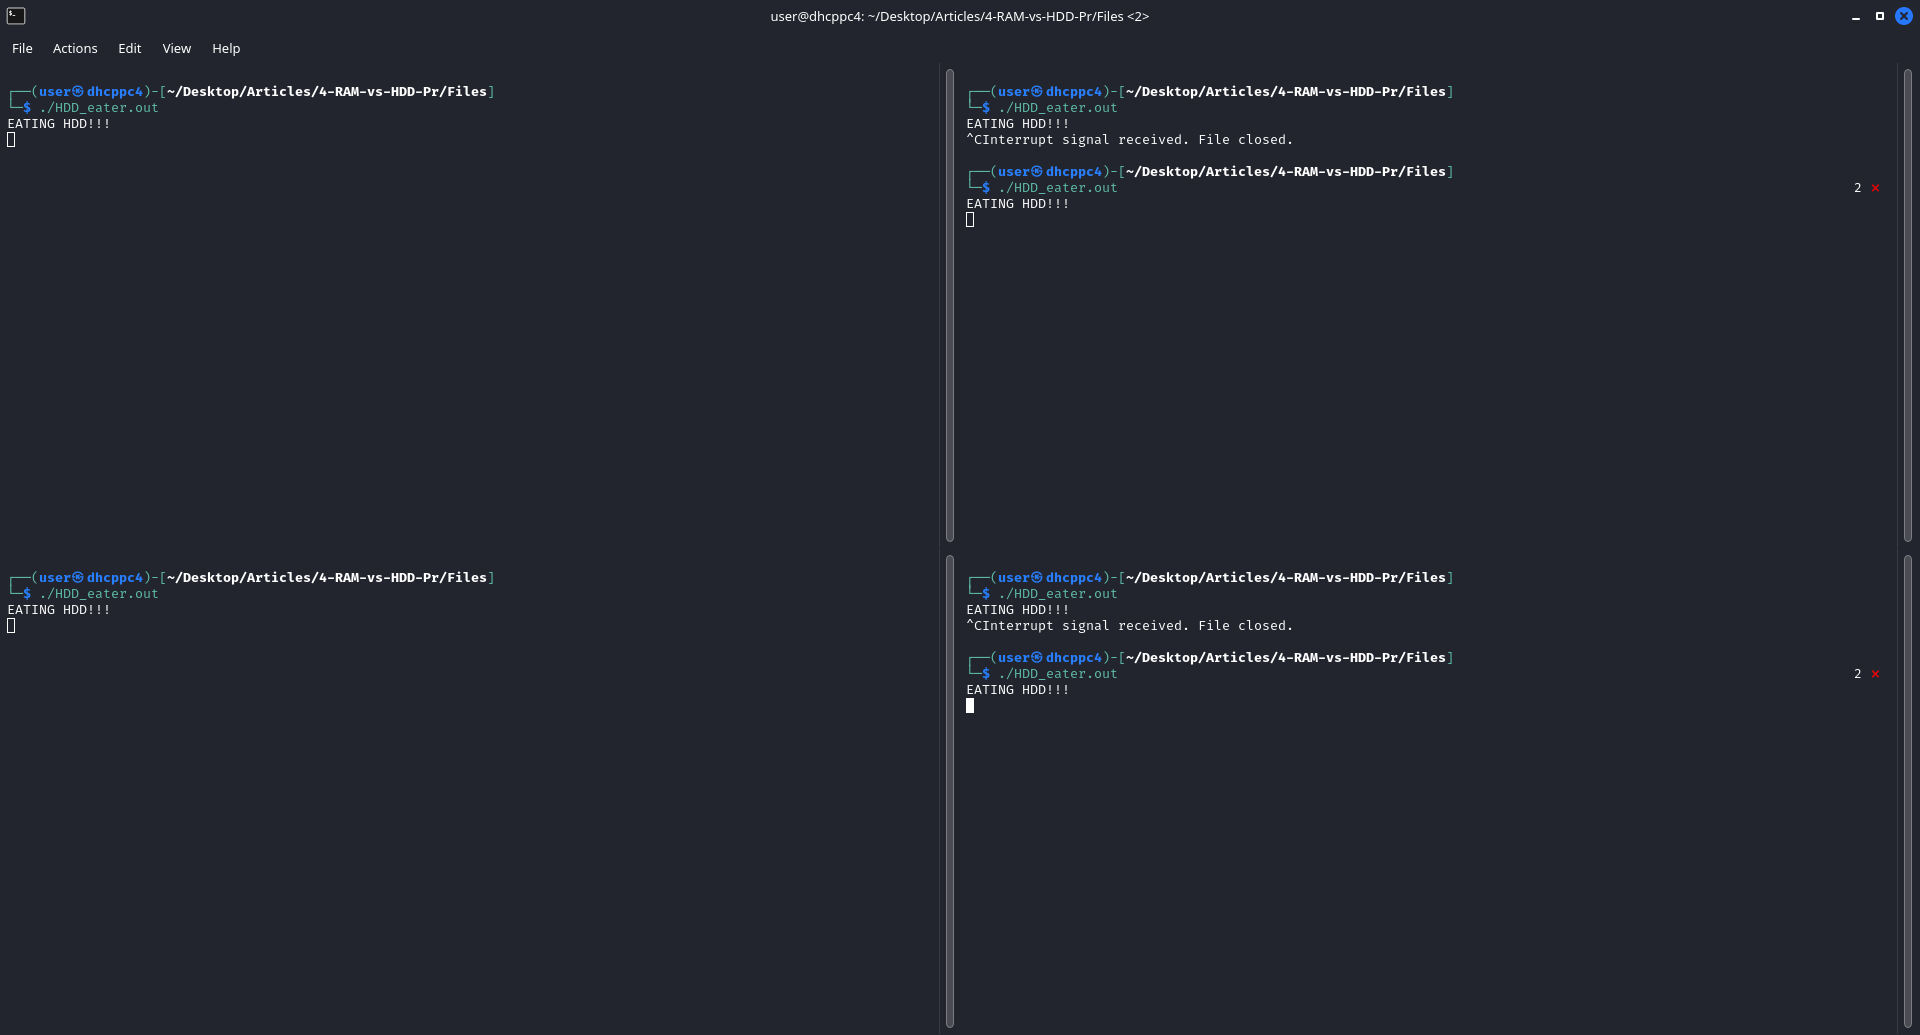 user@dhcppc4: ~/Desktop/Articles/4-RAM-vs-HDD-Pr/Files <2>
File Actions Edit View Help
┌──(user㉿dhcppc4)-[~/Desktop/Articles/4-RAM-vs-HDD-Pr/Files]
└─$ ./HDD_eater.out
EATING HDD!!!
┌──(user㉿dhcppc4)-[~/Desktop/Articles/4-RAM-vs-HDD-Pr/Files]
└─$ ./HDD_eater.out
EATING HDD!!!
^CInterrupt signal received. File closed.
┌──(user㉿dhcppc4)-[~/Desktop/Articles/4-RAM-vs-HDD-Pr/Files]
└─$ ./HDD_eater.out 2 ⨯
EATING HDD!!!
┌──(user㉿dhcppc4)-[~/Desktop/Articles/4-RAM-vs-HDD-Pr/Files]
└─$ ./HDD_eater.out
EATING HDD!!!
┌──(user㉿dhcppc4)-[~/Desktop/Articles/4-RAM-vs-HDD-Pr/Files]
└─$ ./HDD_eater.out
EATING HDD!!!
^CInterrupt signal received. File closed.
┌──(user㉿dhcppc4)-[~/Desktop/Articles/4-RAM-vs-HDD-Pr/Files]
└─$ ./HDD_eater.out 2 ⨯
EATING HDD!!!